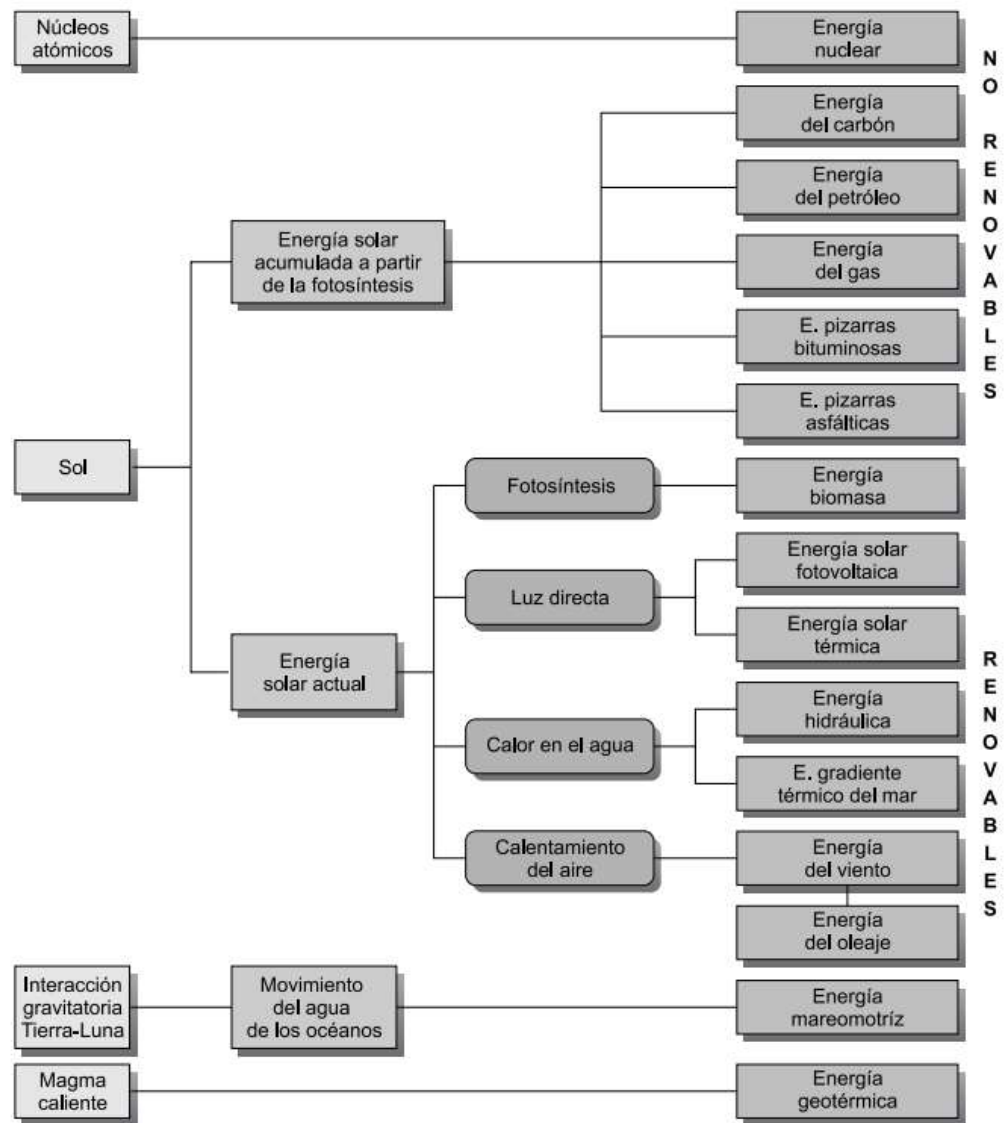 Núcleos
atómicos
Energía
nuclear
Energía
del carbón
Energía
del petróleo
Energía solar
acumulada a partir
de la fotosíntesis
Energía
del gas
E. pizarras
bituminosas
E. pizarras
asfálticas
NO RENOVABLES
Sol
Fotosíntesis
Energía
biomasa
Luz directa
Energía solar
fotovoltaica
Energía solar
térmica
Energía
solar actual
Calor en el agua
Energía
hidráulica
E. gradiente
térmico del mar
Calentamiento
del aire
Energía
del viento
Energía
del oleaje
RENOVABLES
Interacción
gravitatoria
Tierra-Luna
Movimiento
del agua
de los océanos
Energía
mareomotríz
Magma
caliente
Energía
geotérmica